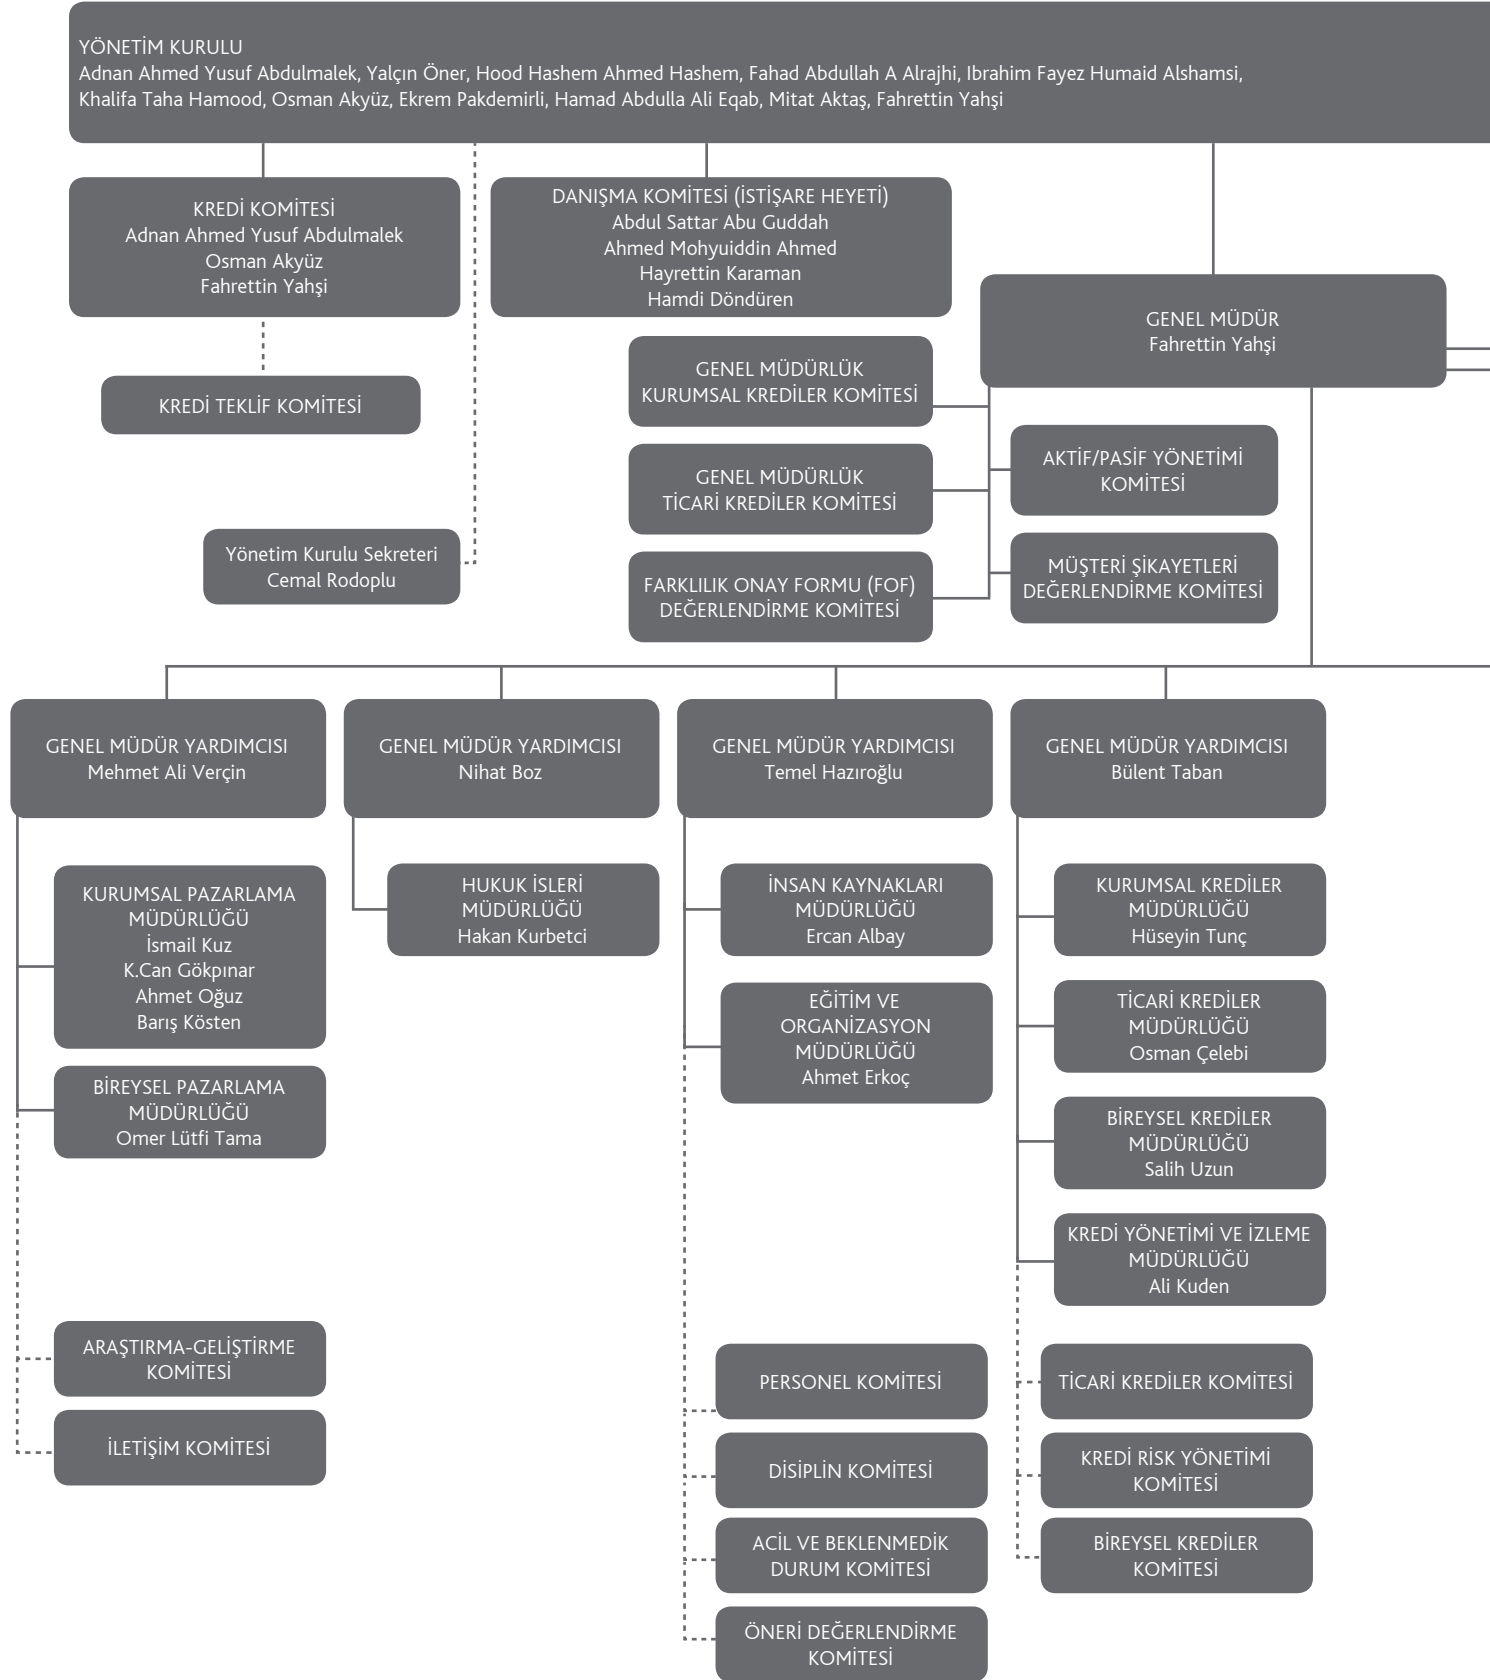 YÖNETİM KURULU
Adnan Ahmed Yusuf Abdulmalek, Yalçın Öner, Hood Hashem Ahmed Hashem, Fahad Abdullah A Alrajhi, Ibrahim Fayez Humaid Alshamsi,
Khalifa Taha Hamood, Osman Akyüz, Ekrem Pakdemirli, Hamad Abdulla Ali Eqab, Mitat Aktaş, Fahrettin Yahşi
KREDİ KOMİTESİ
Adnan Ahmed Yusuf Abdulmalek
Osman Akyüz
Fahrettin Yahşi
DANIŞMA KOMİTESİ (İSTİŞARE HEYETİ)
Abdul Sattar Abu Guddah
Ahmed Mohyuiddin Ahmed
Hayrettin Karaman
Hamdi Döndüren
GENEL MÜDÜR
Fahrettin Yahşi
KREDİ TEKLİF KOMİTESİ
GENEL MÜDÜRLÜK
KURUMSAL KREDİLER KOMİTESİ
GENEL MÜDÜRLÜK
TİCARİ KREDİLER KOMİTESİ
FARKLILIK ONAY FORMU (FOF)
DEĞERLENDİRME KOMİTESİ
AKTİF/PASİF YÖNETİMİ
KOMİTESİ
MÜŞTERİ ŞİKAYETLERİ
DEĞERLENDİRME KOMİTESİ
Yönetim Kurulu Sekreteri
Cemal Rodoplu
GENEL MÜDÜR YARDIMCISI
Mehmet Ali Verçin
KURUMSAL PAZARLAMA
MÜDÜRLÜĞÜ
İsmail Kuz
K.Can Gökpınar
Ahmet Oğuz
Barış Kösten
BİREYSEL PAZARLAMA
MÜDÜRLÜĞÜ
Omer Lütfi Tama
ARAŞTIRMA-GELİŞTİRME
KOMİTESİ
İLETİŞİM KOMİTESİ
GENEL MÜDÜR YARDIMCISI
Nihat Boz
HUKUK İSLERİ
MÜDÜRLÜĞÜ
Hakan Kurbetci
GENEL MÜDÜR YARDIMCISI
Temel Hazıroğlu
İNSAN KAYNAKLARI
MÜDÜRLÜĞÜ
Ercan Albay
EĞİTİM VE
ORGANİZASYON
MÜDÜRLÜĞÜ
Ahmet Erkoç
PERSONEL KOMİTESİ
DİSİPLİN KOMİTESİ
ACİL VE BEKLENMEDİK
DURUM KOMİTESİ
ÖNERİ DEĞERLENDİRME
KOMİTESİ
GENEL MÜDÜR YARDIMCISI
Bülent Taban
KURUMSAL KREDİLER
MÜDÜRLÜĞÜ
Hüseyin Tunç
TİCARİ KREDİLER
MÜDÜRLÜĞÜ
Osman Çelebi
BİREYSEL KREDİLER
MÜDÜRLÜĞÜ
Salih Uzun
KREDİ YÖNETİMİ VE İZLEME
MÜDÜRLÜĞÜ
Ali Kuden
TİCARİ KREDİLER KOMİTESİ
KREDİ RİSK YÖNETİMİ
KOMİTESİ
BİREYSEL KREDİLER
KOMİTESİ